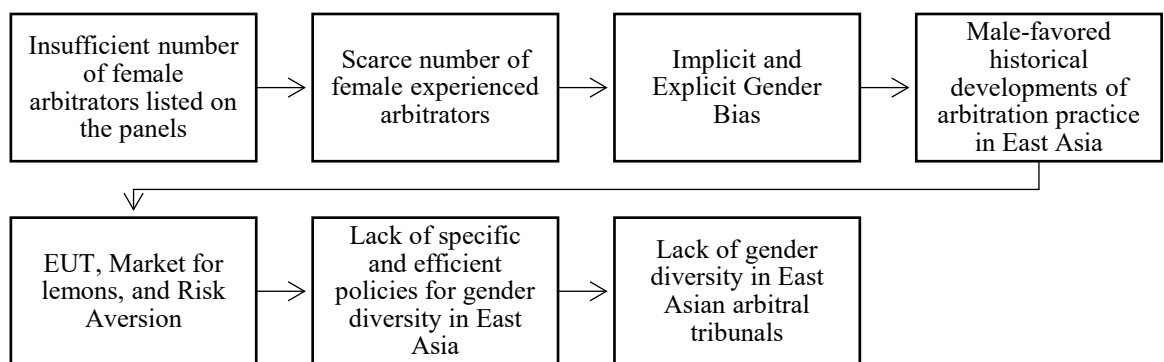 Insufficient number
of female
arbitrators listed on
the panels
Scarce number of
female experienced
arbitrators
Implicit and
Explicit Gender
Bias
Male-favored
historical
developments of
arbitration practice
in East Asia
EUT, Market for
lemons, and Risk
Aversion
Lack of specific
and efficient
policies for gender
diversity in East
Asia
Lack of gender
diversity in East
Asian arbitral
tribunals